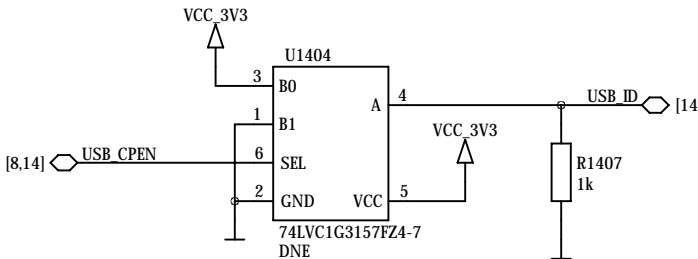 VCC_3V3
U1404
3 B0
1 B1
A 4
USB_ID
[14
VCC_3V3
[8,14] USB_CPEN
6 SEL
R1407
1k
2 GND
VCC 5
74LVC1G3157FZ4-7
DNE